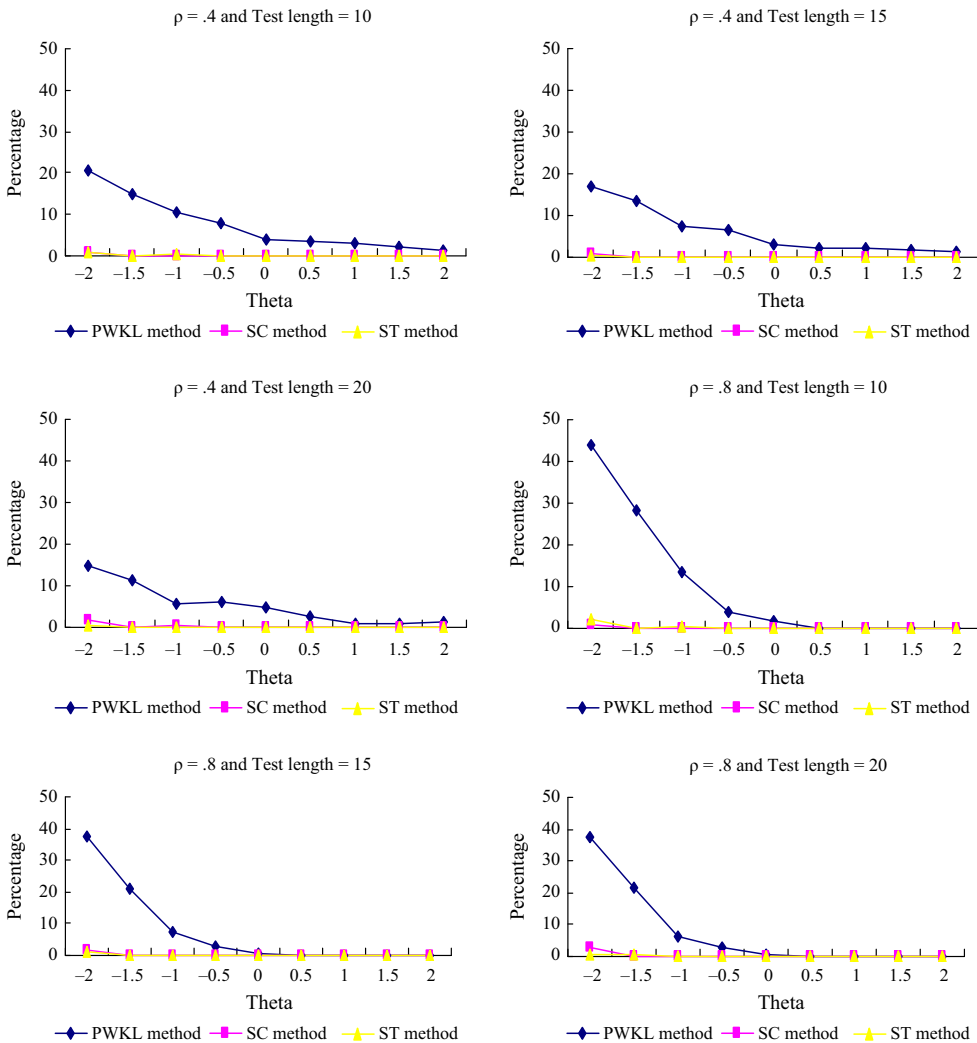 ρ = .4 and Test length = 10
50
40
30
20
10
0
Percentage
–2 –1.5 –1 –0.5 0 0.5 1 1.5 2
Theta
PWKL method SC method ST method
ρ = .4 and Test length = 15
50
40
30
20
10
0
Percentage
–2 –1.5 –1 –0.5 0 0.5 1 1.5 2
Theta
PWKL method SC method ST method
ρ = .4 and Test length = 20
50
40
30
20
10
0
Percentage
–2 –1.5 –1 –0.5 0 0.5 1 1.5 2
Theta
PWKL method SC method ST method
ρ = .8 and Test length = 10
50
40
30
20
10
0
Percentage
–2 –1.5 –1 –0.5 0 0.5 1 1.5 2
Theta
PWKL method SC method ST method
ρ = .8 and Test length = 15
50
40
30
20
10
0
Percentage
–2 –1.5 –1 –0.5 0 0.5 1 1.5 2
Theta
PWKL method SC method ST method
ρ = .8 and Test length = 20
50
40
30
20
10
0
Percentage
–2 –1.5 –1 –0.5 0 0.5 1 1.5 2
Theta
PWKL method SC method ST method